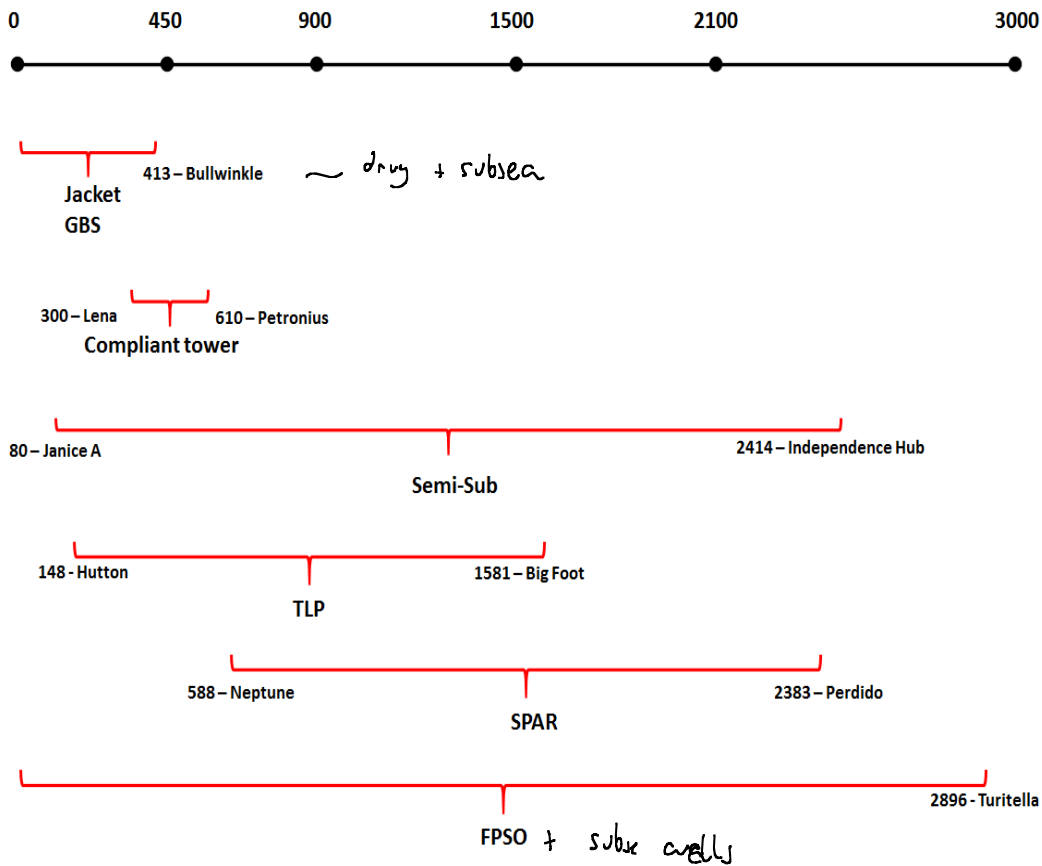 0 450 900 1500 2100 3000
413 – Bullwinkle ~ dry + subsea
Jacket
GBS
300 – Lena 610 – Petronius
Compliant tower
80 – Janice A 2414 – Independence Hub
Semi-Sub
148 - Hutton 1581 – Big Foot
TLP
588 – Neptune 2383 – Perdido
SPAR
2896 - Turitella
FPSO + subse wells